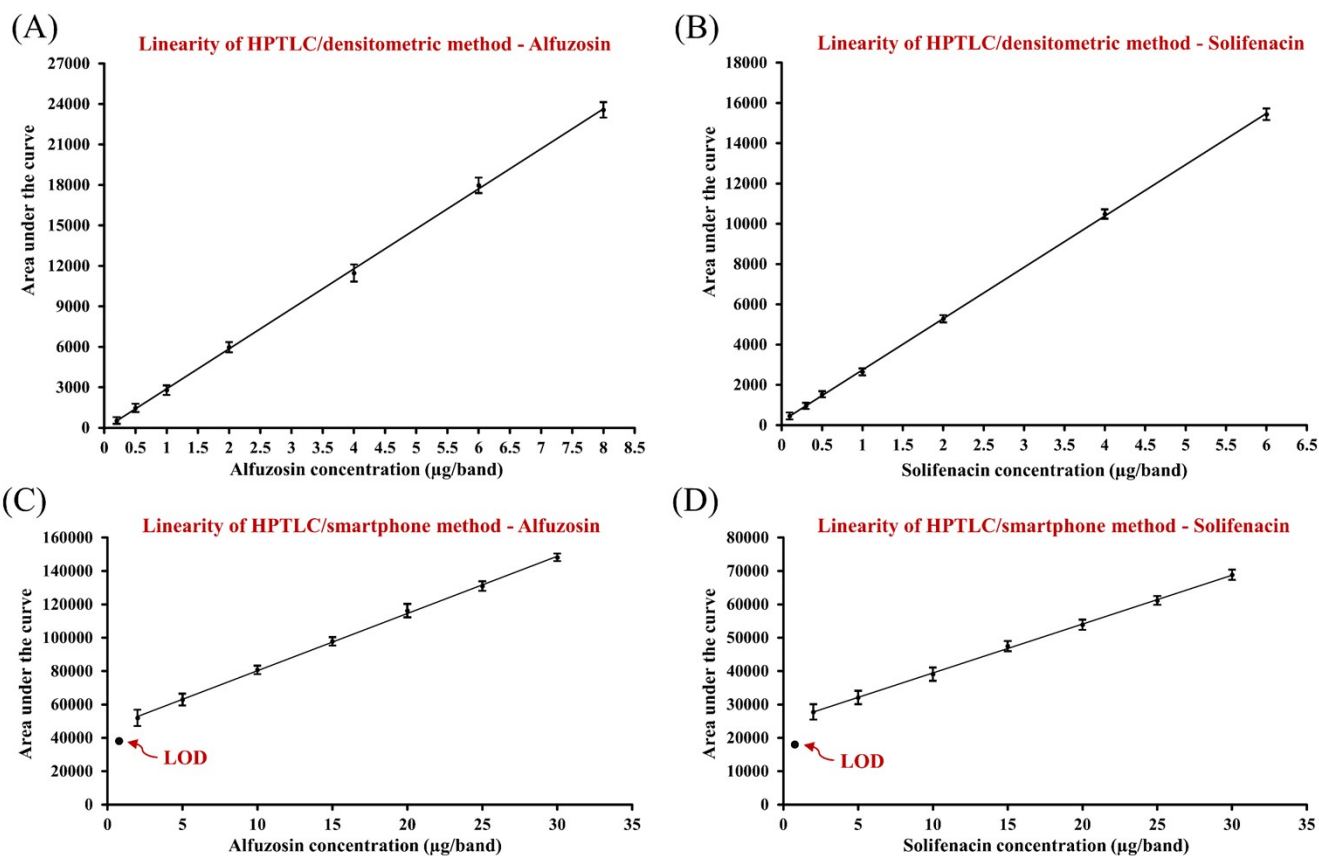 (A)
Linearity of HPTLC/densitometric method - Alfuzosin
27000
24000
21000
18000
15000
12000
9000
6000
3000
0
Area under the curve
0 0.5 1 1.5 2 2.5 3 3.5 4 4.5 5 5.5 6 6.5 7 7.5 8 8.5
Alfuzosin concentration (µg/band)
(B)
Linearity of HPTLC/densitometric method - Solifenacin
18000
16000
14000
12000
10000
8000
6000
4000
2000
0
Area under the curve
0 0.5 1 1.5 2 2.5 3 3.5 4 4.5 5 5.5 6 6.5
Solifenacin concentration (µg/band)
(C)
Linearity of HPTLC/smartphone method - Alfuzosin
160000
140000
120000
100000
80000
60000
40000
20000
0
Area under the curve
LOD
0 5 10 15 20 25 30 35
Alfuzosin concentration (µg/band)
(D)
Linearity of HPTLC/smartphone method - Solifenacin
80000
70000
60000
50000
40000
30000
20000
10000
0
Area under the curve
LOD
0 5 10 15 20 25 30 35
Solifenacin concentration (µg/band)